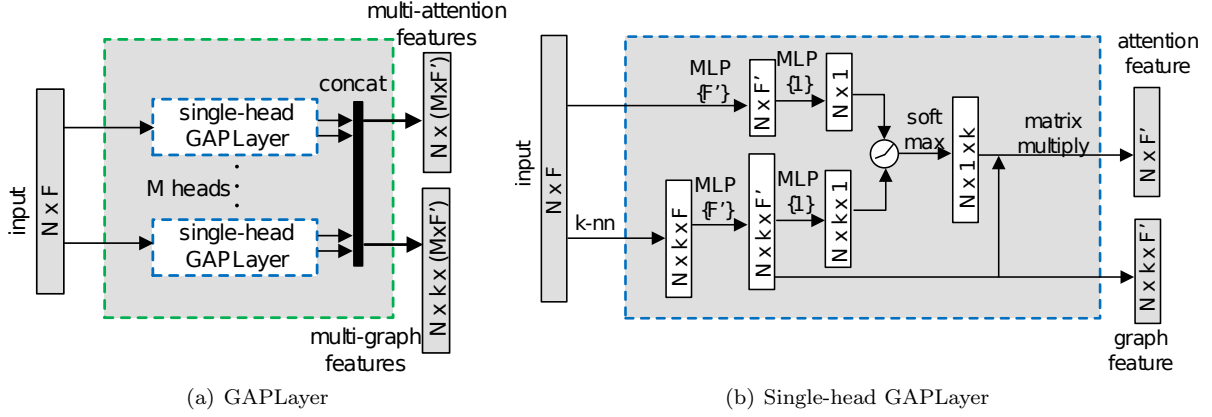 multi-attention
features
concat
single-head
GAPLayer
M heads
single-head
GAPLayer
input
N x F
N x (MxF')
N x k x (MxF')
multi-graph
features
(a) GAPLayer
input
N x F
MLP
{F'}
N x F'
MLP
{1}
N x 1
k-nn
N x k x F
MLP
{F'}
N x k x F'
MLP
{1}
N x k x 1
soft
max
N x 1 x k
matrix
multiply
attention
feature
N x F'
N x k x F'
graph
feature
(b) Single-head GAPLayer